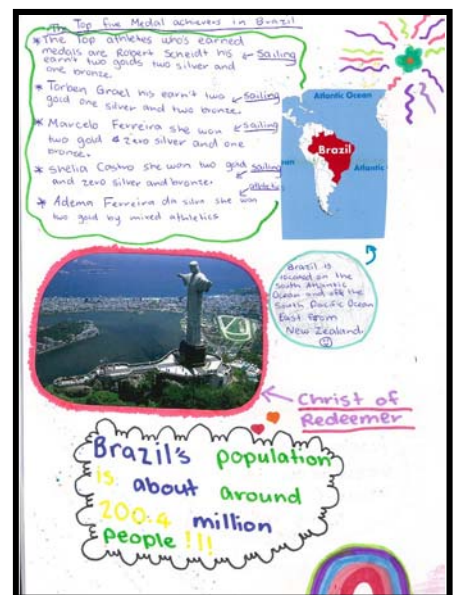 The Top five Medal achievers in Brazil
* The Top athletes who's earned
medals are Robert Scheidt his
earn't two golds two silver and
one bronze.
Sailing
* Torben Grael his earn't two
gold one silver and two bronze.
Sailing
* Marcelo Ferreira she won
two gold & zero silver and one
bronze.
Sailing
* Shelia Castro she won two gold
and zero silver and bronze.
Sailing
* Adema Ferreira da silva she won
two gold by mixed athletics
athletics
Atlantic Ocean
Brazil
Atlantic
Brazil is
located on the
South Atlantic
Ocean and off the
South Pacific Ocean
East from
New Zealand.
Christ of
Redeemer
Brazil's population
is about around
200.4 million
people!!!